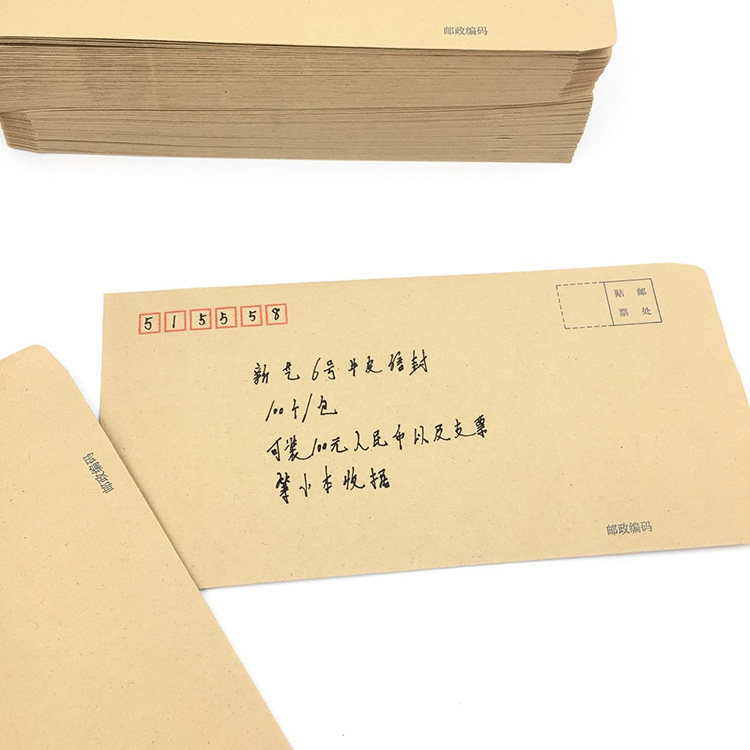 邮政编码
515558
贴 邮
票 处
新艺6号牛皮信封
100个/包
可装100元人民币以及支票
等小本收据
邮政编码
邮政编码